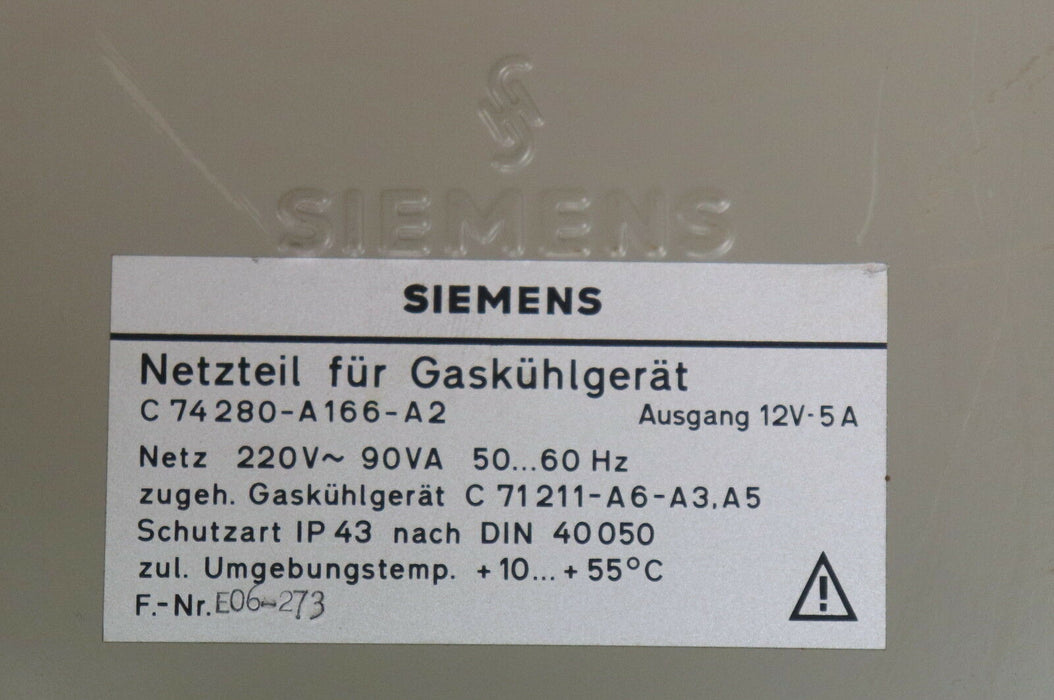 SIEMENS
SIEMENS
Netzteil für Gaskühlgerät
C 74280-A166-A2 Ausgang 12V-5A
Netz 220V~ 90VA 50...60 Hz
zugeh. Gaskühlgerät C 71211-A6-A3,A5
Schutzart IP 43 nach DIN 40050
zul. Umgebungstemp. +10...+55°C
F.-Nr. E06-273